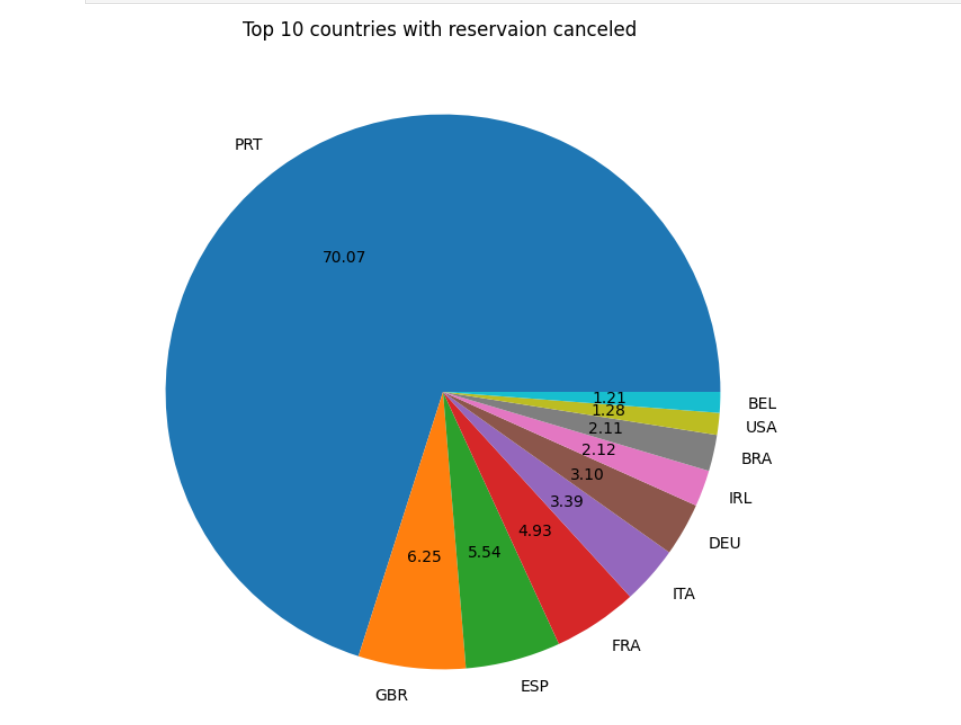 Top 10 countries with reservaion canceled
PRT
70.07
1.21
BEL
1.28
USA
2.11
BRA
2.12
IRL
3.10
DEU
3.39
ITA
4.93
FRA
5.54
ESP
6.25
GBR